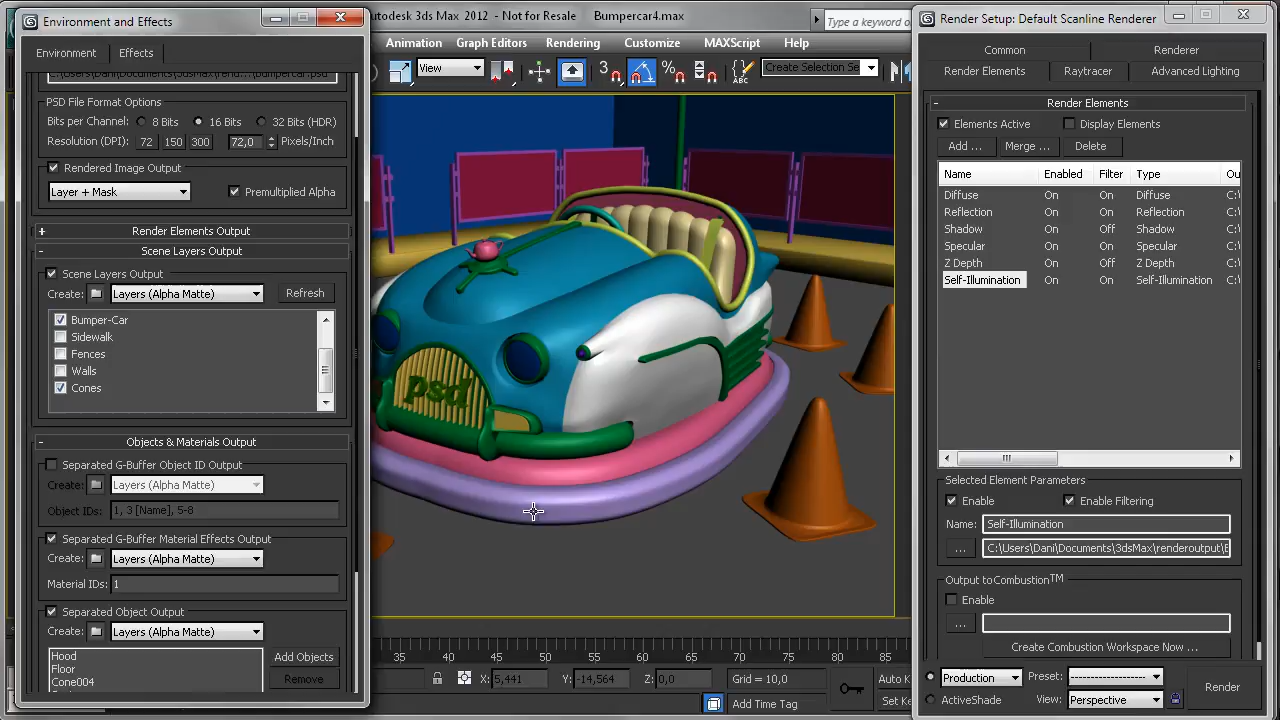 Environment and Effects
Environment
Effects
PSD File Format Options
Bits per Channel: 8 Bits 16 Bits 32 Bits (HDR)
Resolution (DPI): 72 150 300 72,0 Pixels/Inch
Rendered Image Output
Layer + Mask
Premultiplied Alpha
+ Render Elements Output
- Scene Layers Output
Scene Layers Output
Create: Layers (Alpha Matte) Refresh
Bumper-Car
Sidewalk
Fences
Walls
Cones
- Objects & Materials Output
Separated G-Buffer Object ID Output
Create: Layers (Alpha Matte)
Object IDs: 1, 3 [Name], 5-8
Separated G-Buffer Material Effects Output
Create: Layers (Alpha Matte)
Material IDs: 1
Separated Object Output
Create: Layers (Alpha Matte)
Hood
Floor
Cone004
Add Objects
Remove
Autodesk 3ds Max 2012 - Not for Resale Bumpercar4.max
Type a keyword o
Animation Graph Editors Rendering Customize MAXScript Help
View
3
%
ABC
Create Selection Se
psd
35 40 45 50 55 60 65 70 75 80 85
X: 5,441 Y: -14,564 Z: 0,0 Grid = 10,0
Auto K
Add Time Tag
Set Ke
Render Setup: Default Scanline Renderer
Common Renderer
Render Elements Raytracer Advanced Lighting
- Render Elements
Elements Active Display Elements
Add ... Merge ... Delete
Name Enabled Filter Type Ou
Diffuse On On Diffuse C:\
Reflection On On Reflection C:\
Shadow On Off Shadow C:\
Specular On On Specular C:\
Z Depth On Off Z Depth C:\
Self-Illumination On On Self-Illumination C:\
Selected Element Parameters
Enable Enable Filtering
Name: Self-Illumination
... C:\Users\Dani\Documents\3dsMax\renderoutput\E
Output toCombustion™
Enable
...
Create Combustion Workspace Now ...
Production Preset: --------------------
ActiveShade View: Perspective
Render